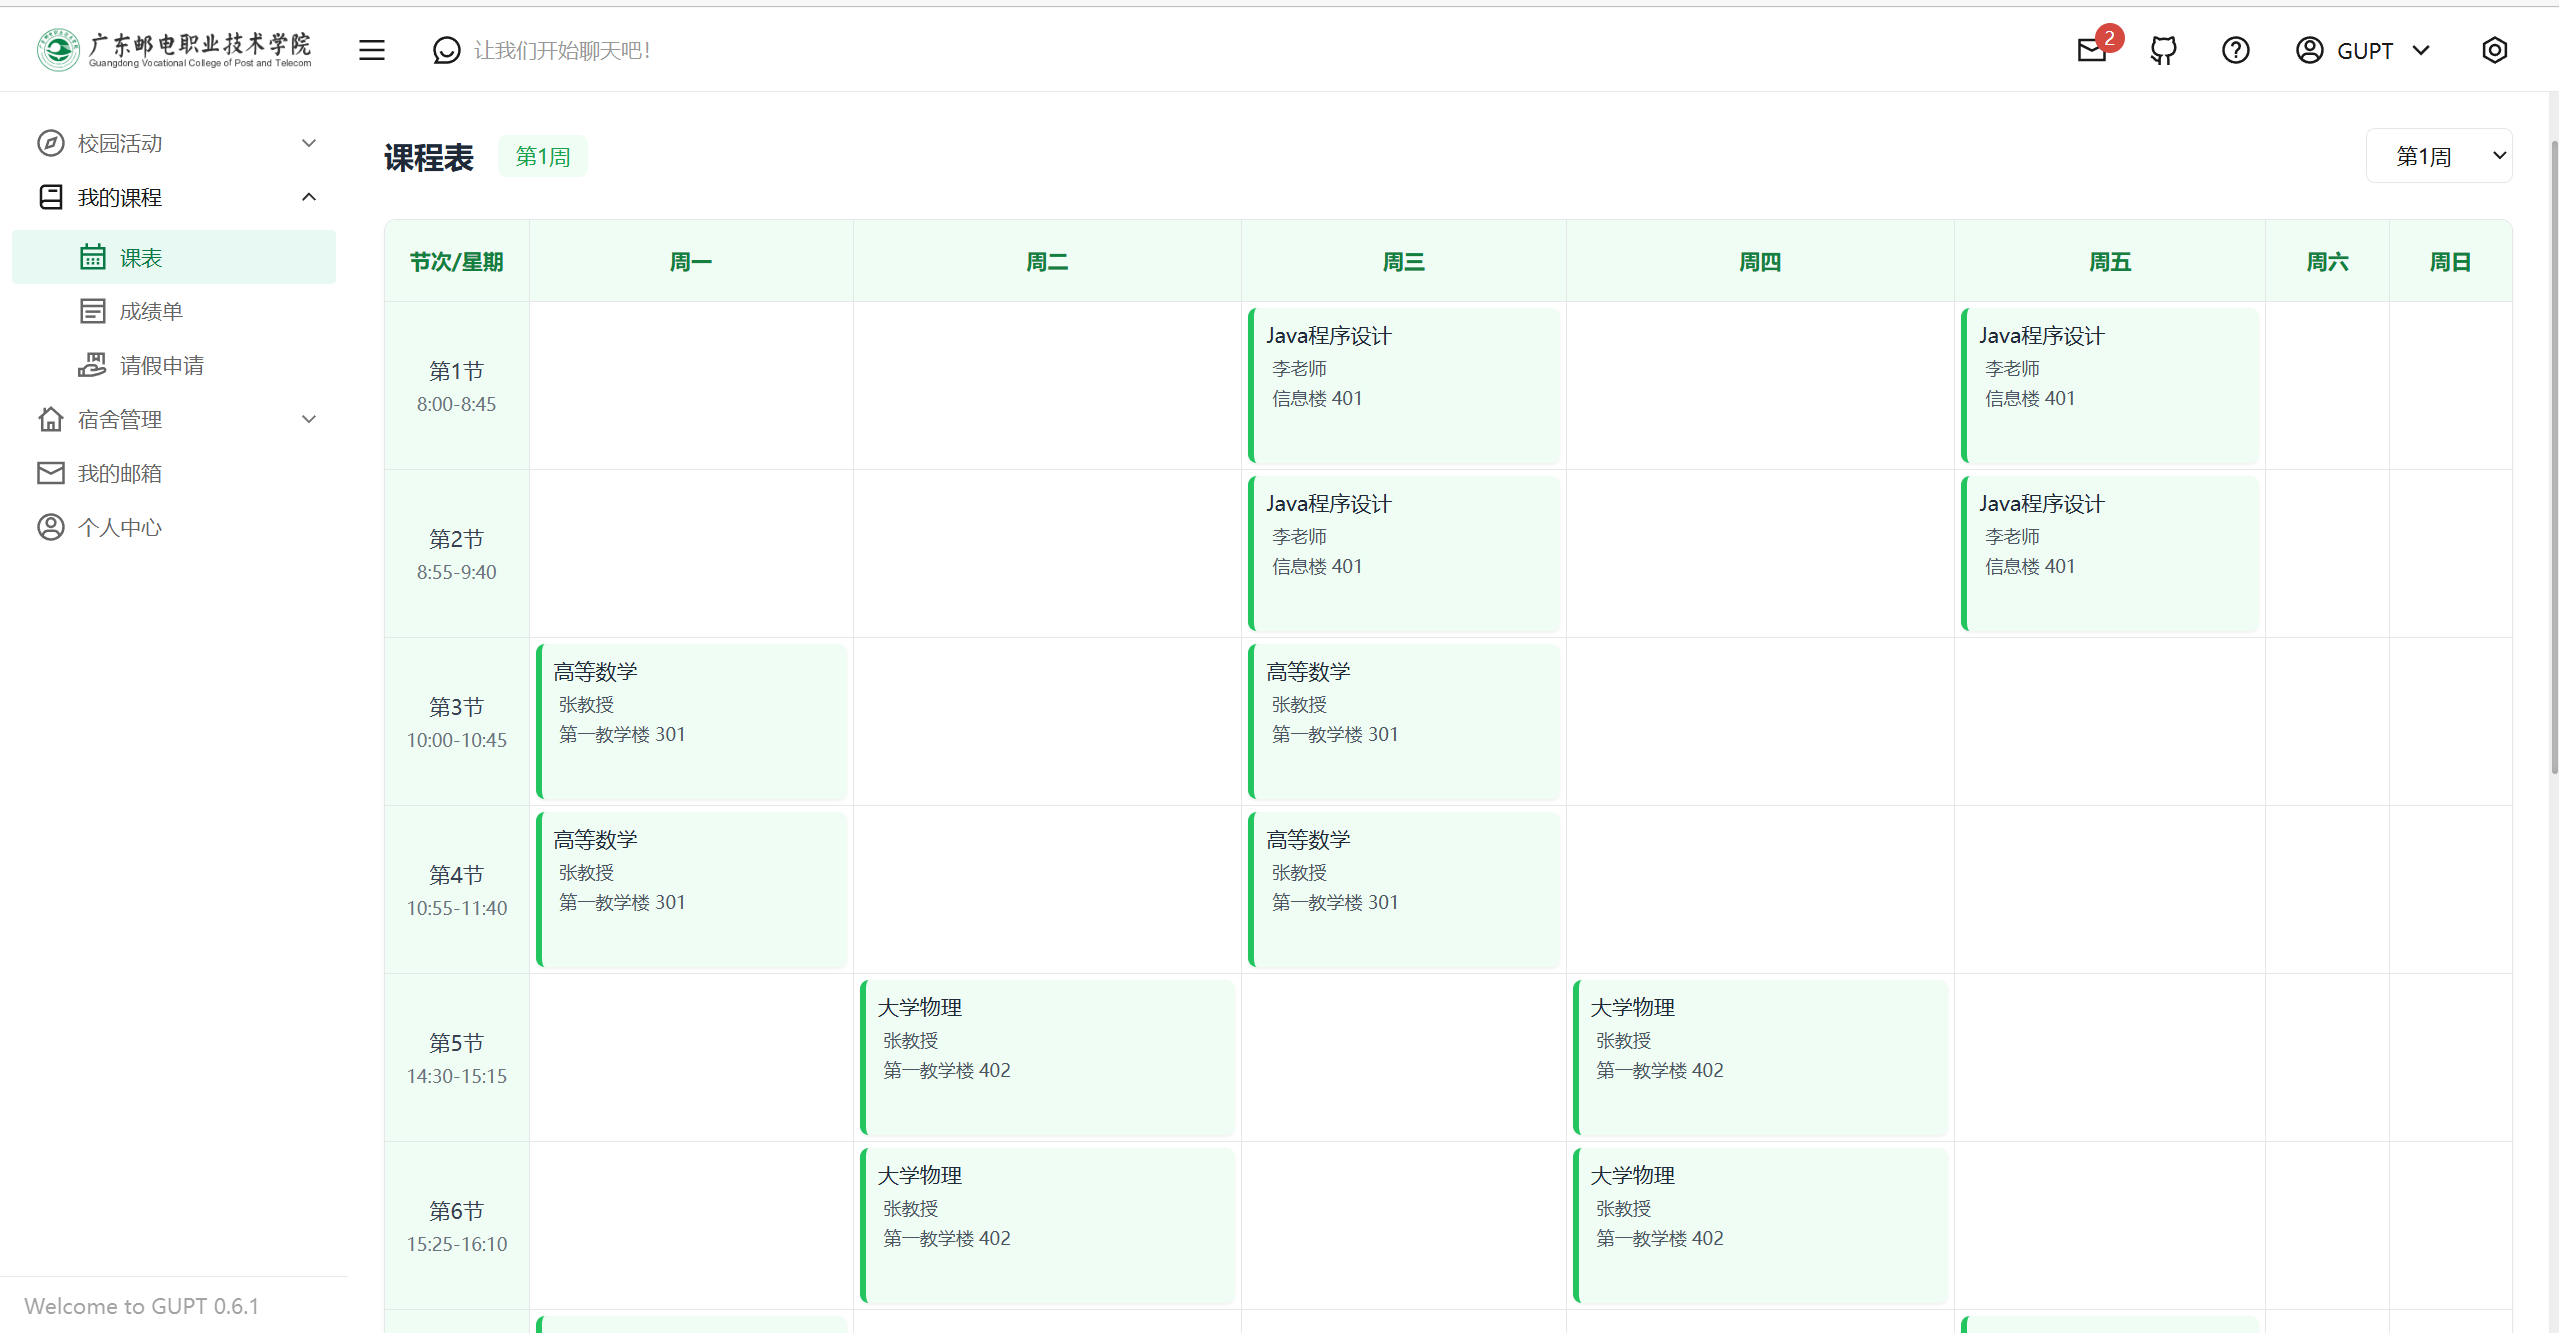 广东邮电职业技术学院
Guangdong Vocational College of Post and Telecom
让我们开始聊天吧!
2
GUPT
校园活动
我的课程
课表
成绩单
请假申请
宿舍管理
我的邮箱
个人中心
Welcome to GUPT 0.6.1
课程表
第1周
第1周
节次/星期 周一 周二 周三 周四 周五 周六 周日
第1节
8:00-8:45
Java程序设计
李老师
信息楼 401
Java程序设计
李老师
信息楼 401
第2节
8:55-9:40
Java程序设计
李老师
信息楼 401
Java程序设计
李老师
信息楼 401
第3节
10:00-10:45
高等数学
张教授
第一教学楼 301
高等数学
张教授
第一教学楼 301
第4节
10:55-11:40
高等数学
张教授
第一教学楼 301
高等数学
张教授
第一教学楼 301
第5节
14:30-15:15
大学物理
张教授
第一教学楼 402
大学物理
张教授
第一教学楼 402
第6节
15:25-16:10
大学物理
张教授
第一教学楼 402
大学物理
张教授
第一教学楼 402